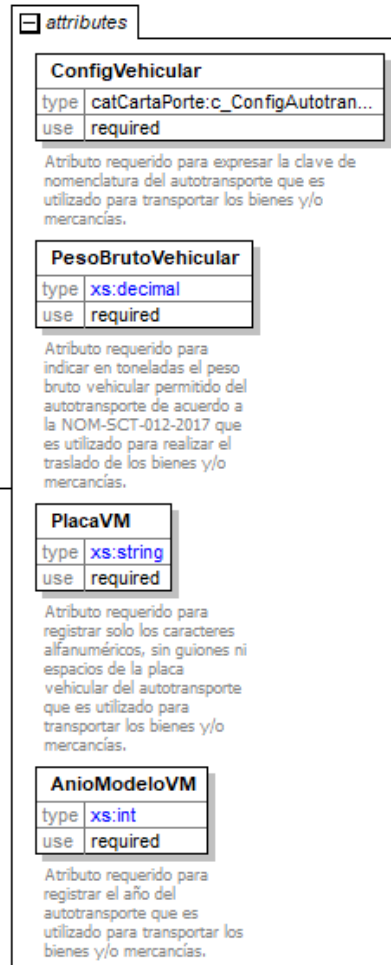 attributes
ConfigVehicular
type catCartaPorte:c_ConfigAutotran...
use required
Atributo requerido para expresar la clave de
nomenclatura del autotransporte que es
utilizado para transportar los bienes y/o
mercancías.
PesoBrutoVehicular
type xs:decimal
use required
Atributo requerido para
indicar en toneladas el peso
bruto vehicular permitido del
autotransporte de acuerdo a
la NOM-SCT-012-2017 que
es utilizado para realizar el
traslado de los bienes y/o
mercancías.
PlacaVM
type xs:string
use required
Atributo requerido para
registrar solo los caracteres
alfanuméricos, sin guiones ni
espacios de la placa
vehicular del autotransporte
que es utilizado para
transportar los bienes y/o
mercancías.
AnioModeloVM
type xs:int
use required
Atributo requerido para
registrar el año del
autotransporte que es
utilizado para transportar los
bienes y/o mercancías.